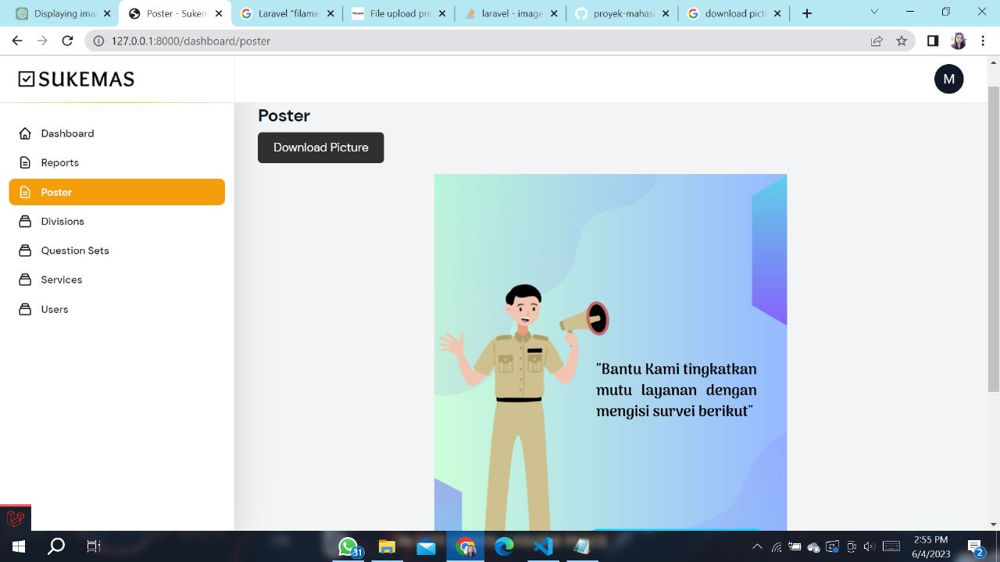 Displaying ima
Poster - Sukem
Laravel "filame
File upload pre
laravel - image
proyek-mahas
download pict
127.0.0.1:8000/dashboard/poster
SUKEMAS
M
Dashboard
Reports
Poster
Divisions
Question Sets
Services
Users
Poster
Download Picture
"Bantu Kami tingkatkan
mutu layanan dengan
mengisi survei berikut"
31
2:55 PM
6/4/2023
2